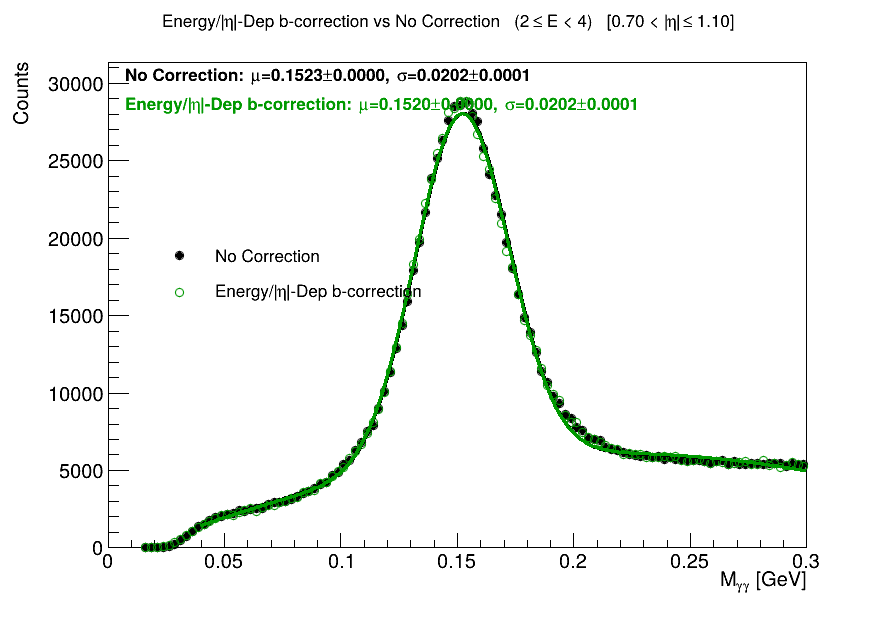 Energy/|η|-Dep b-correction vs No Correction (2 ≤ E < 4) [0.70 < |η| ≤ 1.10]
Counts
No Correction: μ=0.1523±0.0000, σ=0.0202±0.0001
Energy/|η|-Dep b-correction: μ=0.1520±0.0000, σ=0.0202±0.0001
30000
25000
20000
15000
10000
5000
0
No Correction
Energy/|η|-Dep b-correction
0 0.05 0.1 0.15 0.2 0.25 0.3
Mγγ [GeV]